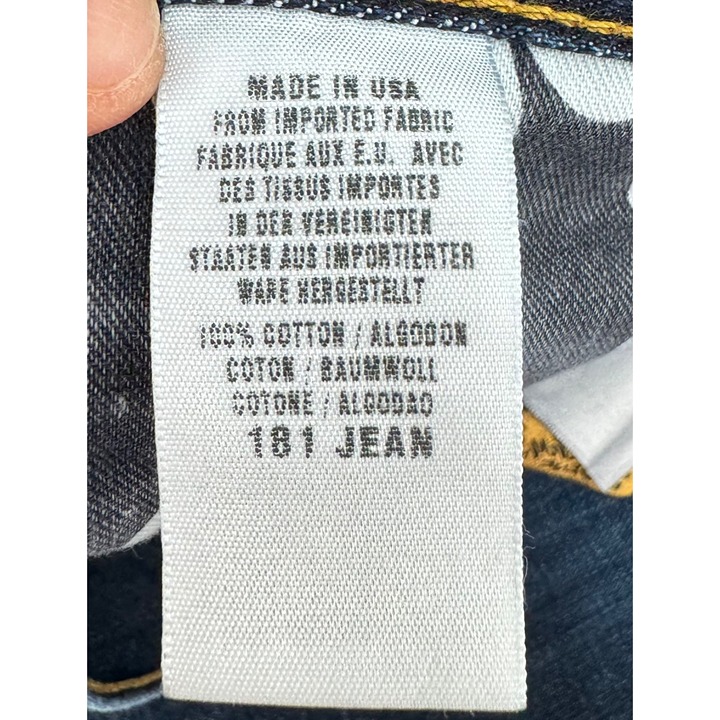 MADE IN USA
FROM IMPORTED FABRIC
FABRIQUE AUX E.U. AVEC
DES TISSUS IMPORTES
IN DEN VEREINIGTEN
STAATEN AUS IMPORTIERTER
WARE HERGESTELLT
100% COTTON / ALGODON
COTON / BAUMWOLL
COTONE / ALGODAO
181 JEAN